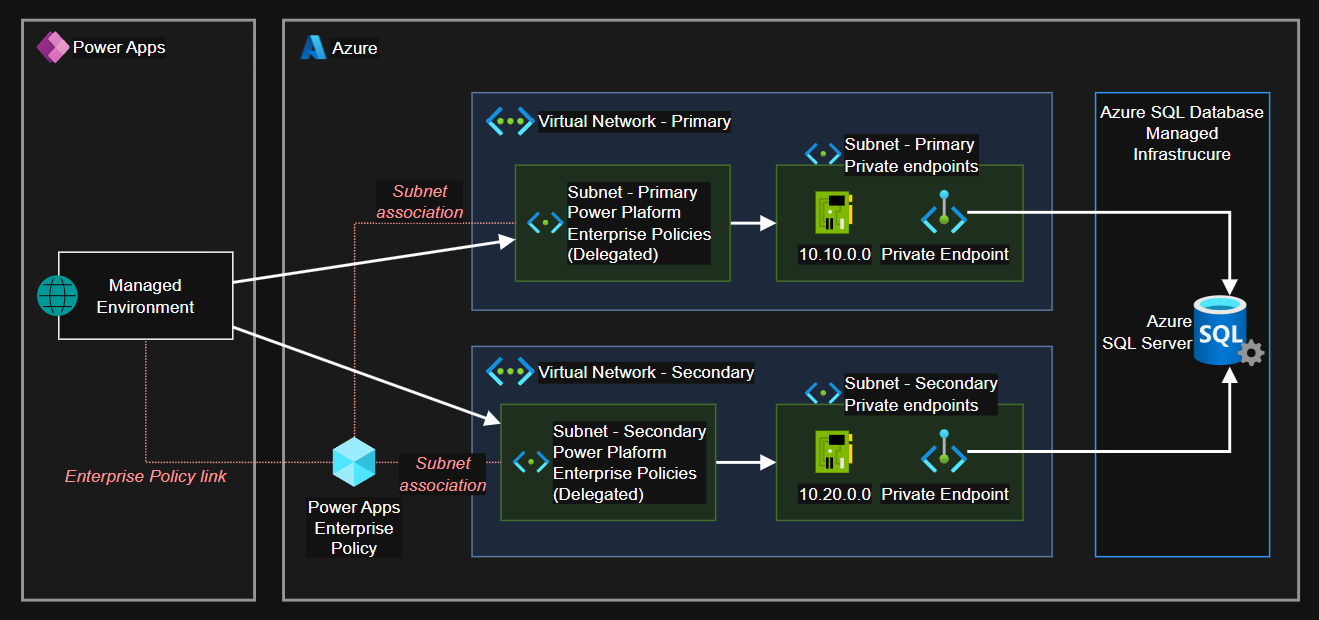 Power Apps
Azure
Virtual Network - Primary
Azure SQL Database
Managed
Infrastrucure
Subnet - Primary
Private endpoints
Subnet
association
Subnet - Primary
Power Plaform
Enterprise Policies
(Delegated)
10.10.0.0
Private Endpoint
Managed
Environment
Azure
SQL Server
SQL
Virtual Network - Secondary
Subnet - Secondary
Private endpoints
Subnet - Secondary
Power Plaform
Enterprise Policies
(Delegated)
Subnet
association
Enterprise Policy link
10.20.0.0
Private Endpoint
Power Apps
Enterprise
Policy